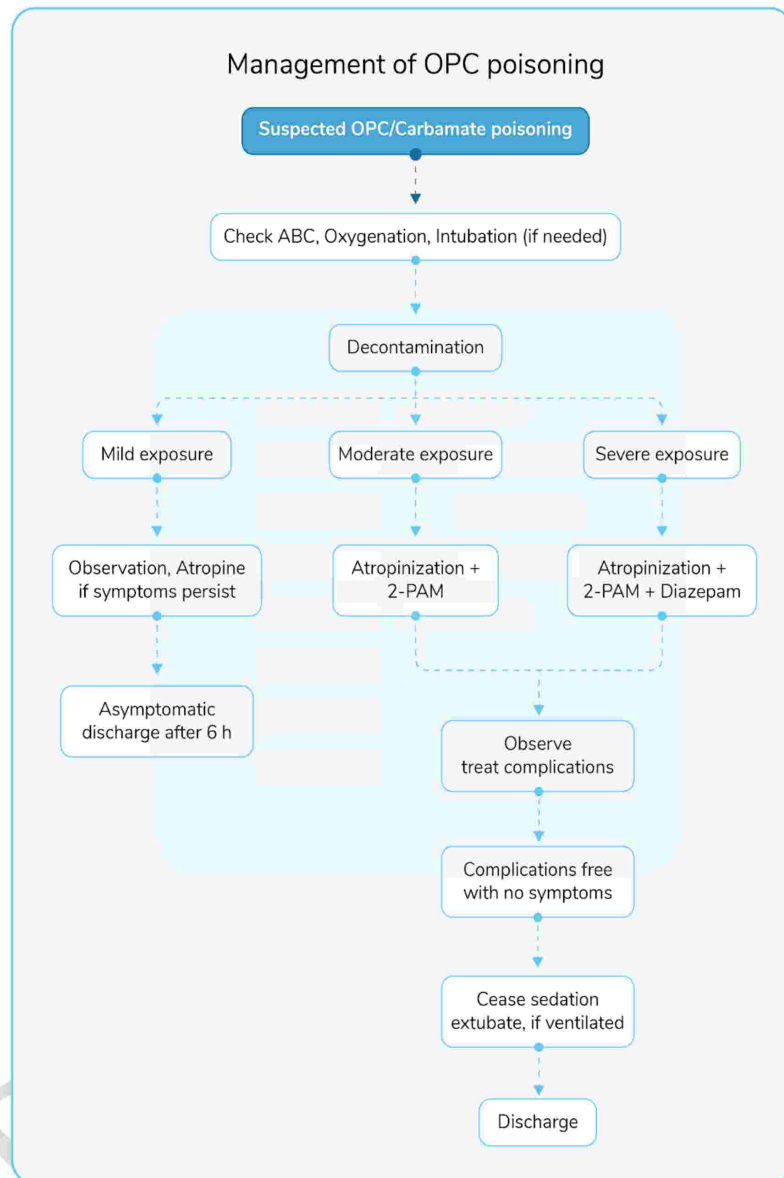 Management of OPC poisoning
Suspected OPC/Carbamate poisoning
Check ABC, Oxygenation, Intubation (if needed)
Decontamination
Mild exposure
Moderate exposure
Severe exposure
Observation, Atropine
if symptoms persist
Atropinization +
2-PAM
Atropinization +
2-PAM + Diazepam
Asymptomatic
discharge after 6 h
Observe
treat complications
Complications free
with no symptoms
Cease sedation
extubate, if ventilated
Discharge